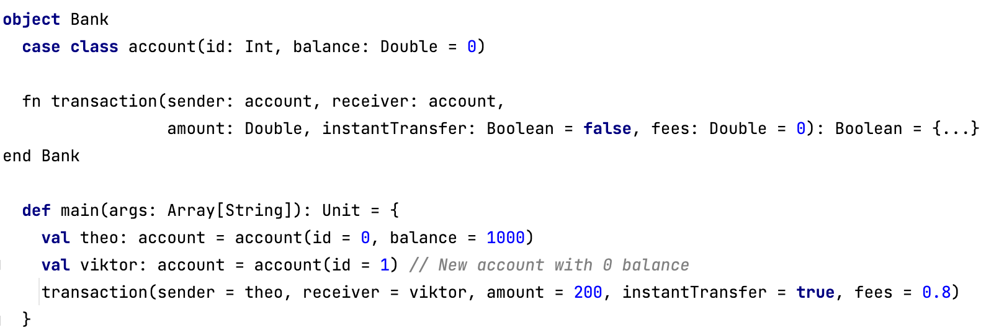 object Bank
case class account(id: Int, balance: Double = 0)
fn transaction(sender: account, receiver: account,
amount: Double, instantTransfer: Boolean = false, fees: Double = 0): Boolean = {...}
end Bank
def main(args: Array[String]): Unit = {
val theo: account = account(id = 0, balance = 1000)
val viktor: account = account(id = 1) // New account with 0 balance
transaction(sender = theo, receiver = viktor, amount = 200, instantTransfer = true, fees = 0.8)
}